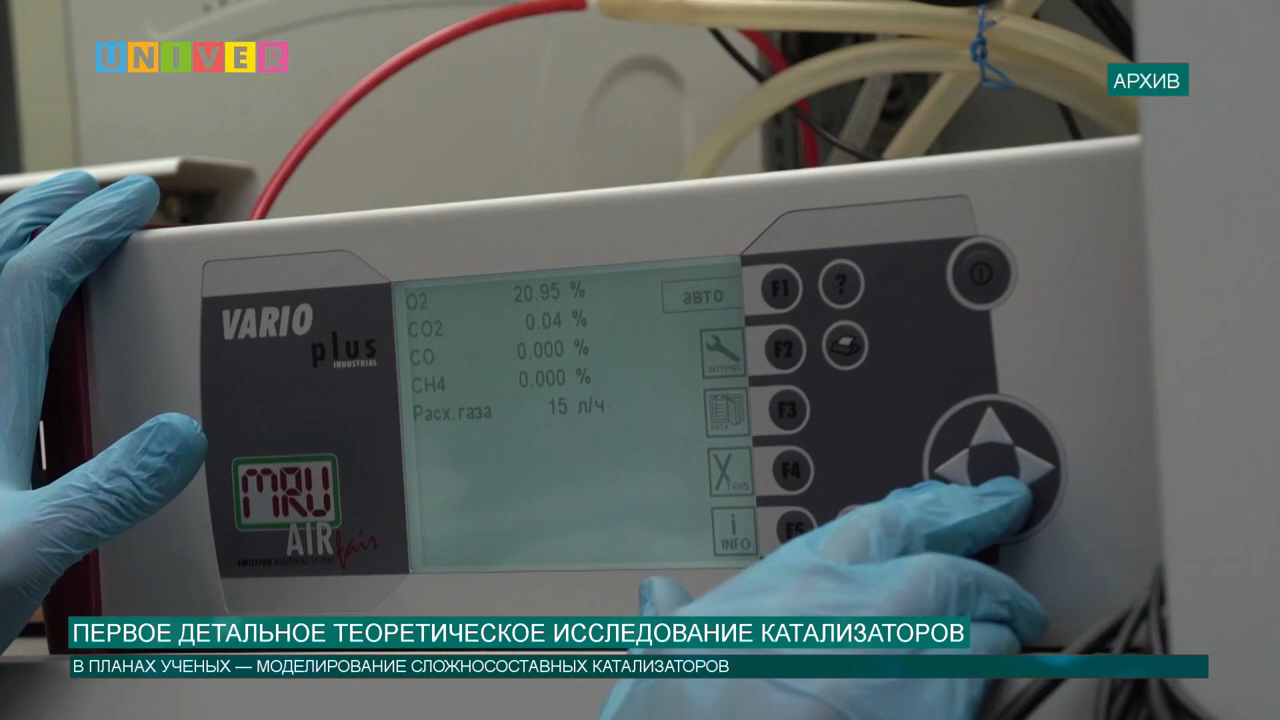 UNIVER
АРХИВ
VARIO
plus
INDUSTRIAL
O2 20.95 %
CO2 0.04 %
CO 0.000 %
CH4 0.000 %
Расх.газа 15 л/ч
авто
INFO
F1
?
F2
F3
F4
F5
MRU
AIR
fair
ПЕРВОЕ ДЕТАЛЬНОЕ ТЕОРЕТИЧЕСКОЕ ИССЛЕДОВАНИЕ КАТАЛИЗАТОРОВ
В ПЛАНАХ УЧЕНЫХ — МОДЕЛИРОВАНИЕ СЛОЖНОСОСТАВНЫХ КАТАЛИЗАТОРОВ